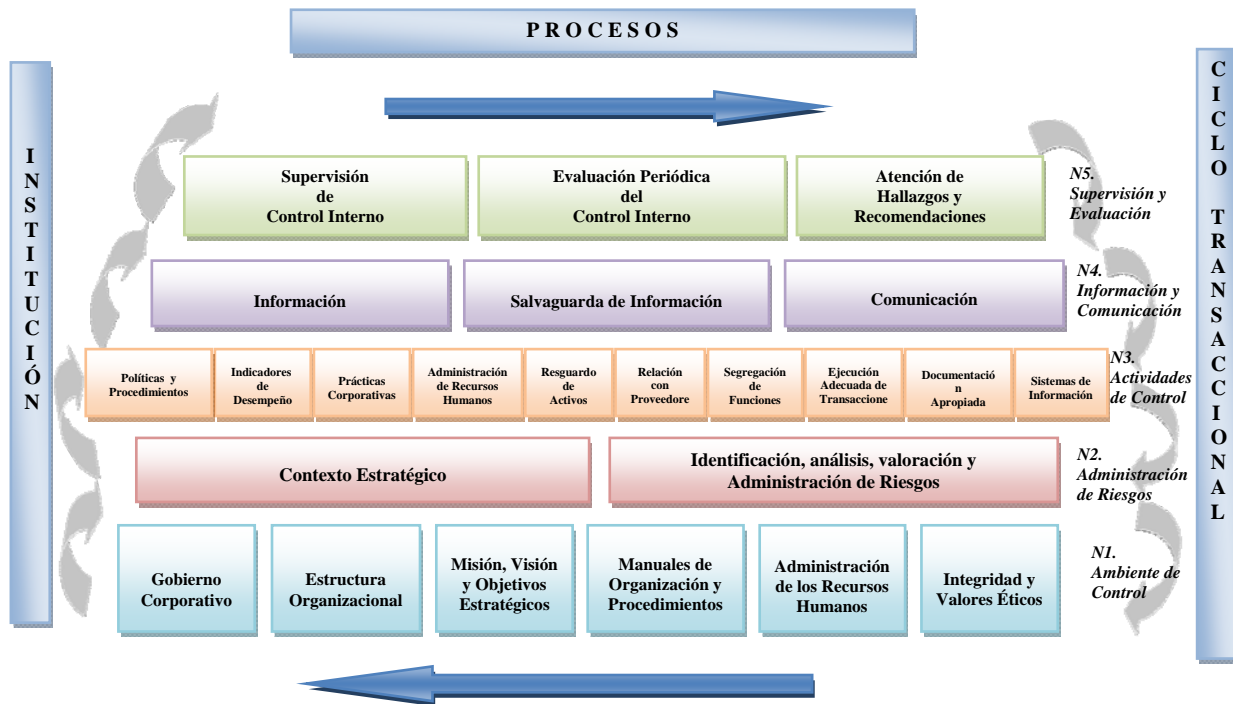 PROCESOS
INSTITUCIÓN
CICLO TRANSACCIONAL
Supervisión
de
Control Interno
Evaluación Periódica
del
Control Interno
Atención de
Hallazgos y
Recomendaciones
N5.
Supervisión y
Evaluación
Información
Salvaguarda de Información
Comunicación
N4.
Información y
Comunicación
Políticas y
Procedimientos
Indicadores
de
Desempeño
Prácticas
Corporativas
Administración
de Recursos
Humanos
Resguardo
de
Activos
Relación
con
Proveedore
Segregación
de
Funciones
Ejecución
Adecuada de
Transaccione
Documentació
n
Apropiada
Sistemas de
Información
N3.
Actividades
de Control
Contexto Estratégico
Identificación, análisis, valoración y
Administración de Riesgos
N2.
Administración
de Riesgos
Gobierno
Corporativo
Estructura
Organizacional
Misión, Visión
y Objetivos
Estratégicos
Manuales de
Organización y
Procedimientos
Administración
de los Recursos
Humanos
Integridad y
Valores Éticos
N1.
Ambiente de
Control